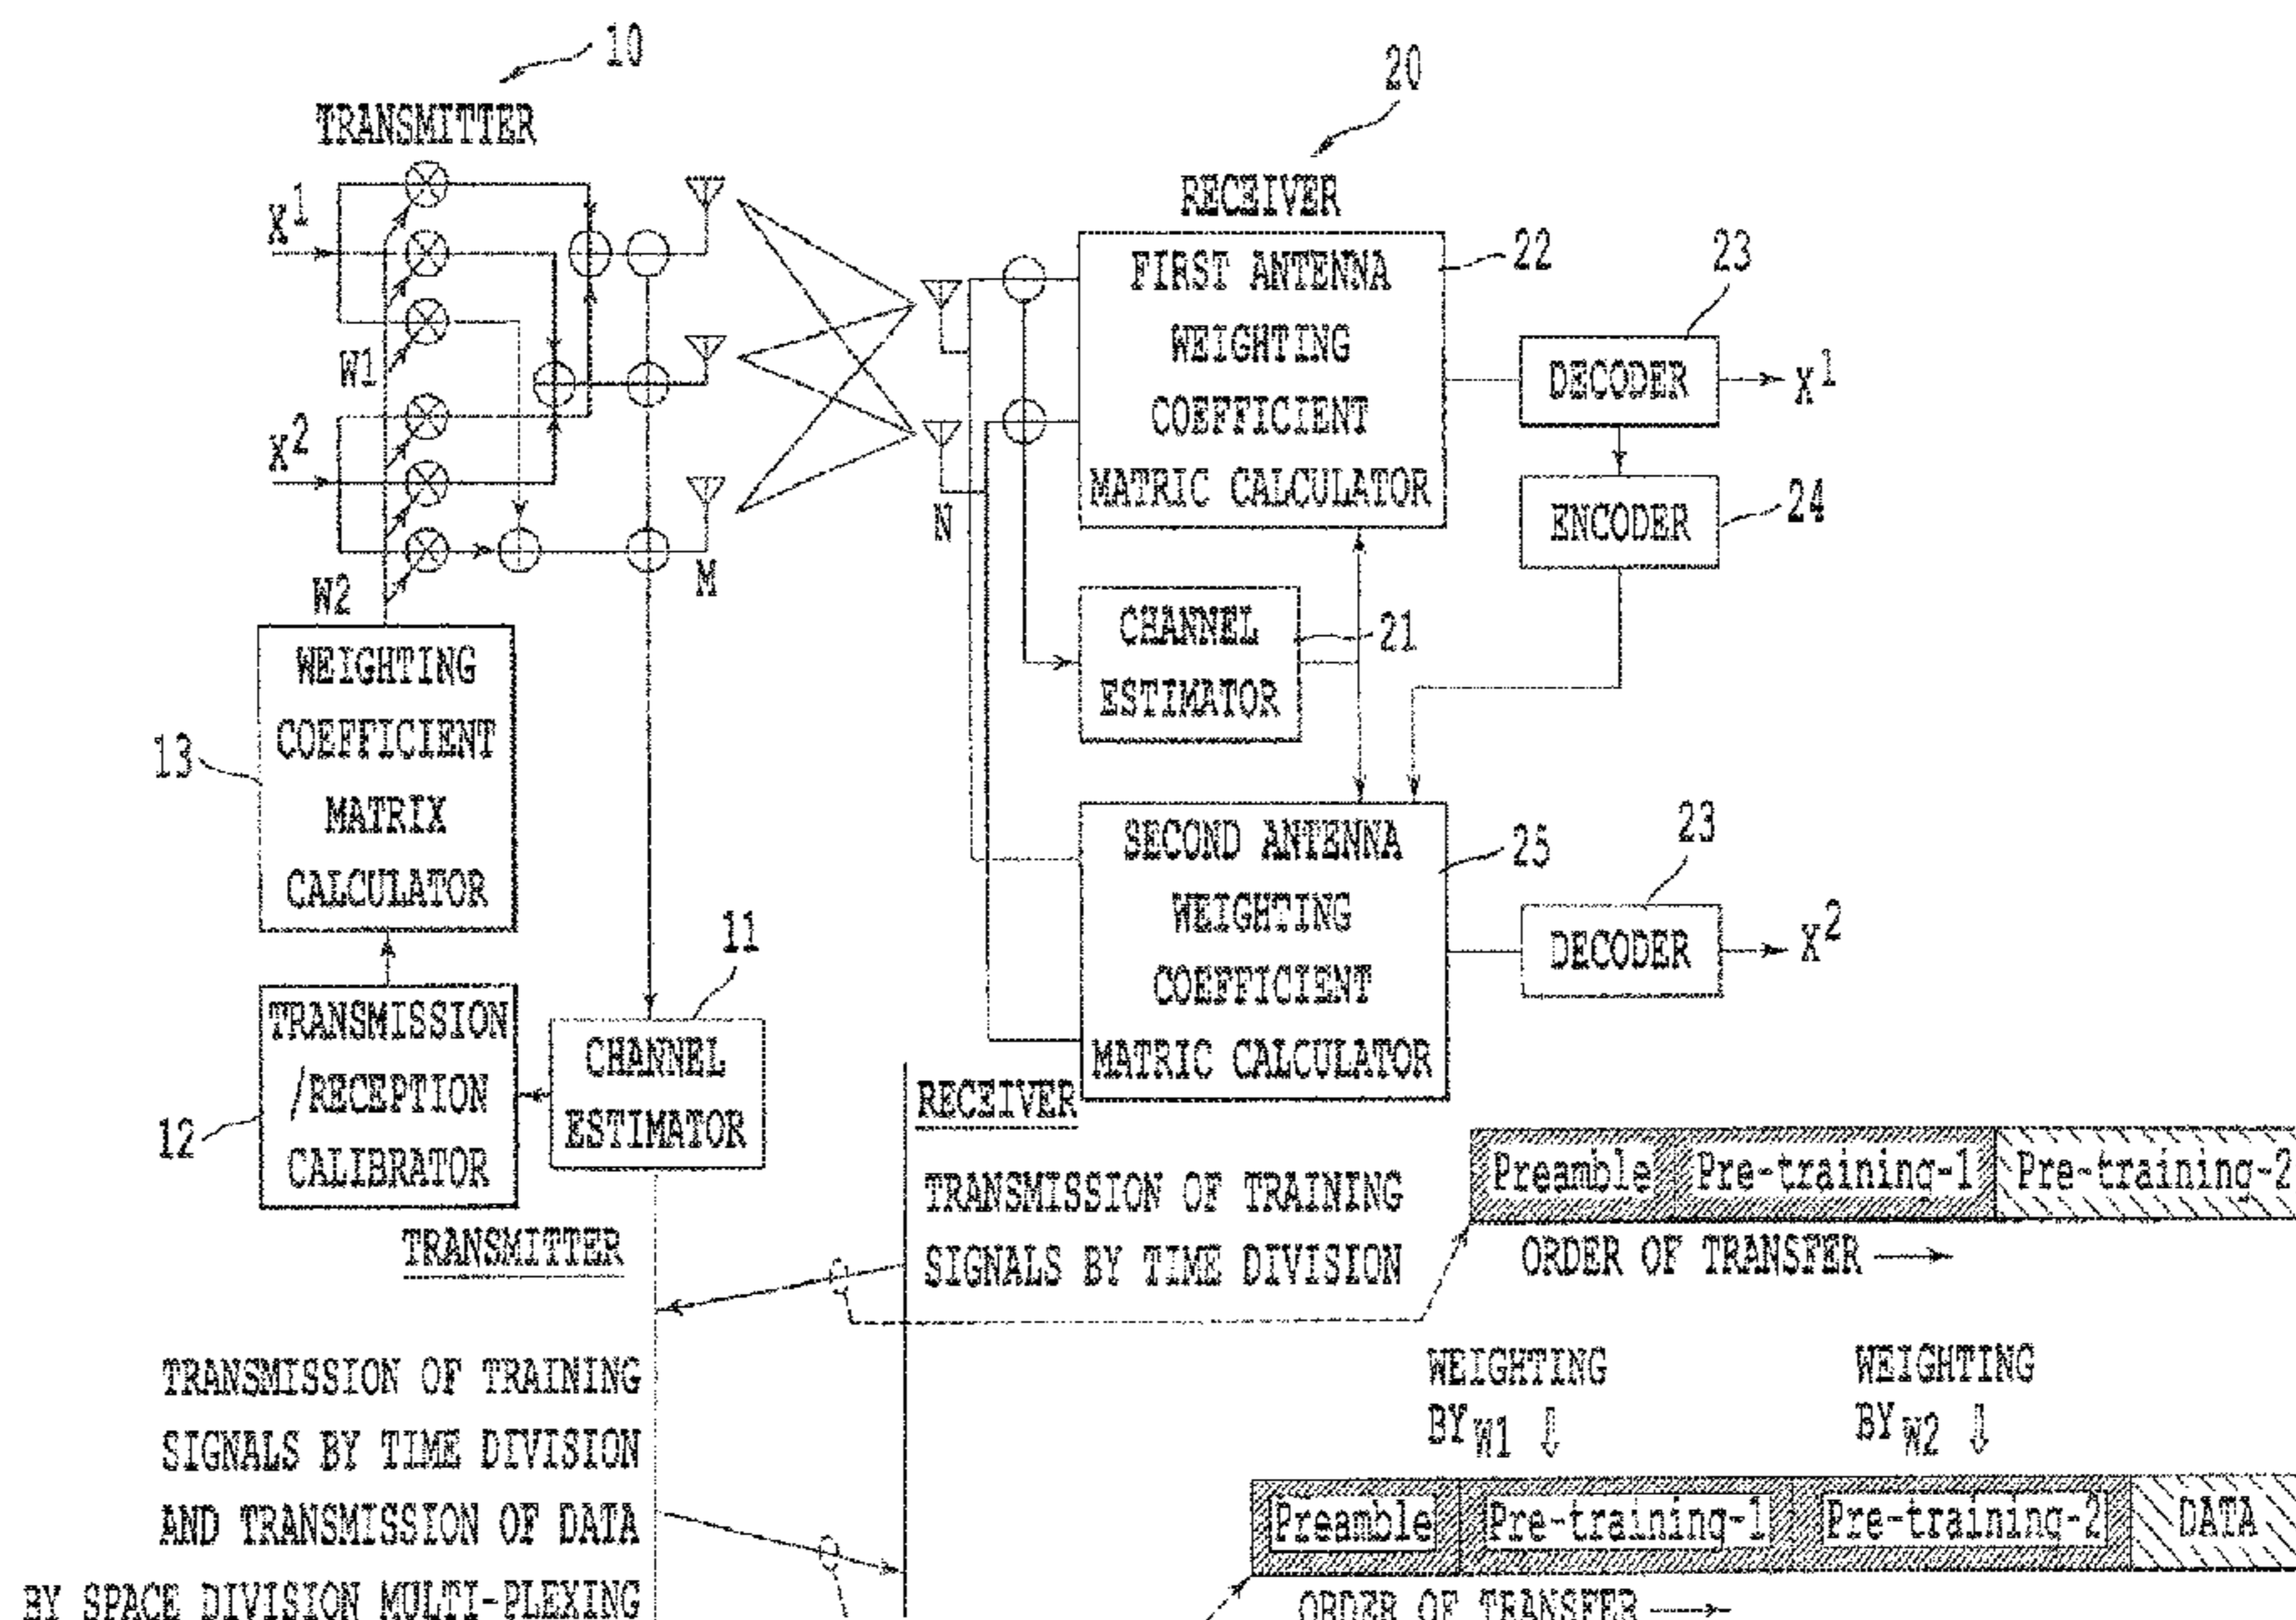 10
TRANSMITTER
X1
W1
X2
W2
M
WEIGHTING
COEFFICIENT
MATRIX
CALCULATOR
13
TRANSMISSION
/RECEPTION
CALIBRATOR
12
11
CHANNEL
ESTIMATOR
20
RECEIVER
N
FIRST ANTENNA
WEIGHTING
COEFFICIENT
MATRIC CALCULATOR
22
23
DECODER
X1
ENCODER
24
CHANNEL
ESTIMATOR
21
SECOND ANTENNA
WEIGHTING
COEFFICIENT
MATRIC CALCULATOR
25
23
DECODER
X2
TRANSMITTER
RECEIVER
TRANSMISSION OF TRAINING
SIGNALS BY TIME DIVISION
Preamble Pre-training-1 Pre-training-2
ORDER OF TRANSFER
TRANSMISSION OF TRAINING
SIGNALS BY TIME DIVISION
AND TRANSMISSION OF DATA
BY SPACE DIVISION MULTI-PLEXING
WEIGHTING
BY W1
WEIGHTING
BY W2
Preamble Pre-training-1 Pre-training-2 DATA
ORDER OF TRANSFER